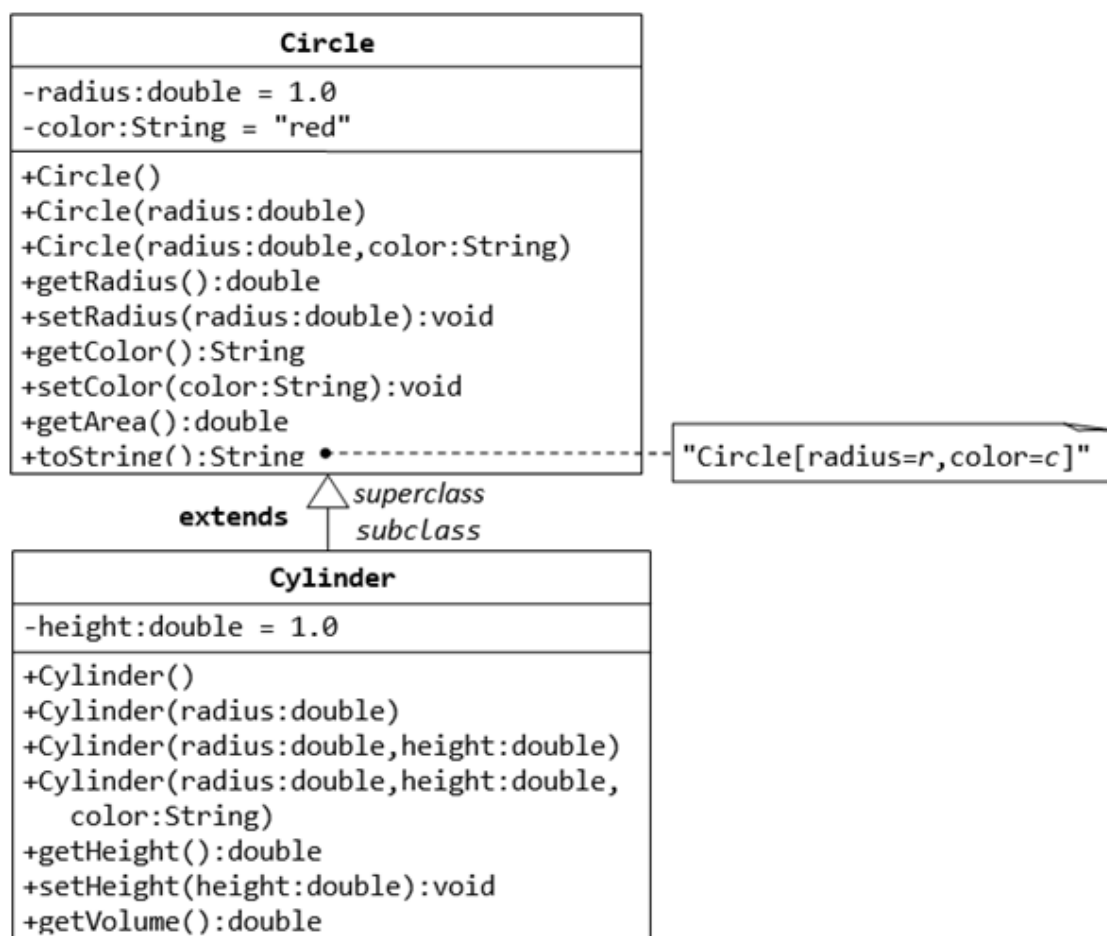 Circle
-radius:double = 1.0
-color:String = "red"
+Circle()
+Circle(radius:double)
+Circle(radius:double,color:String)
+getRadius():double
+setRadius(radius:double):void
+getColor():String
+setColor(color:String):void
+getArea():double
+toString():String
"Circle[radius=r,color=c]"
superclass
extends
subclass
Cylinder
-height:double = 1.0
+Cylinder()
+Cylinder(radius:double)
+Cylinder(radius:double,height:double)
+Cylinder(radius:double,height:double,
color:String)
+getHeight():double
+setHeight(height:double):void
+getVolume():double